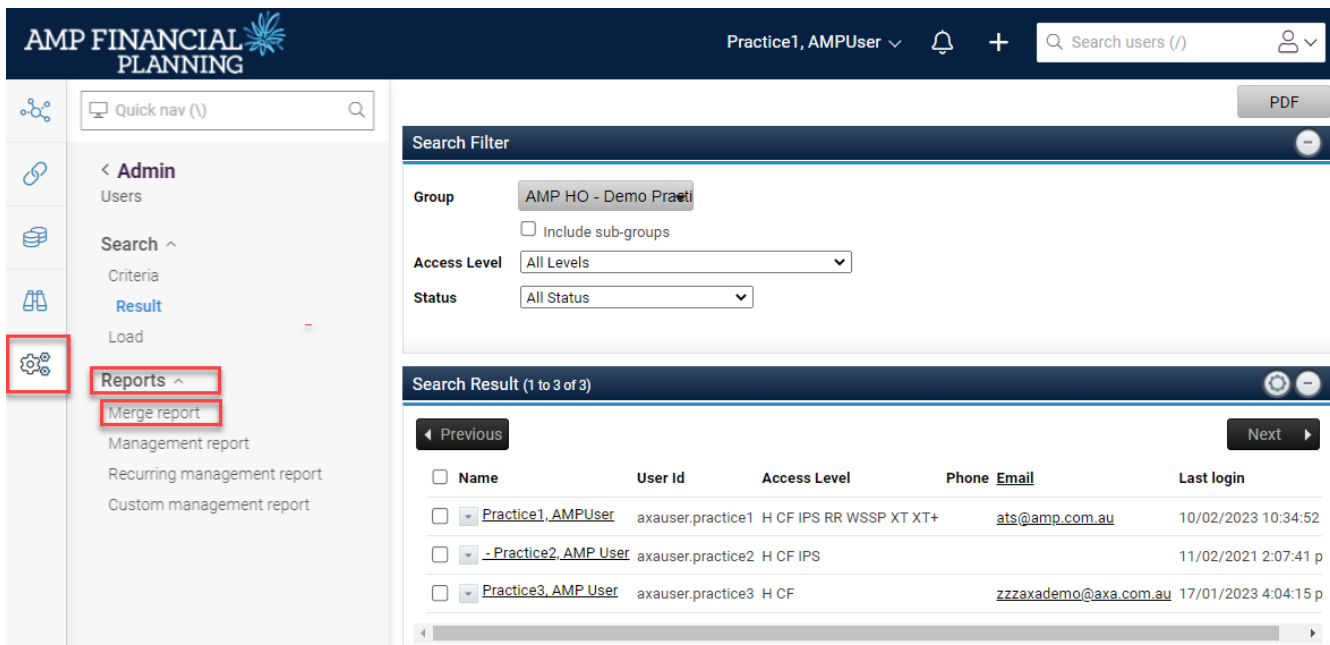 AMP FINANCIAL
PLANNING
Practice1, AMPUser
Search users (/)
Quick nav (\)
< Admin
Users
Search
Criteria
Result
Load
Reports
Merge report
Management report
Recurring management report
Custom management report
PDF
Search Filter
Group AMP HO - Demo Practi
Include sub-groups
Access Level All Levels
Status All Status
Search Result (1 to 3 of 3)
Previous Next
Name User Id Access Level Phone Email Last login
Practice1, AMPUser axauser.practice1 H CF IPS RR WSSP XT XT+ ats@amp.com.au 10/02/2023 10:34:52
- Practice2, AMP User axauser.practice2 H CF IPS 11/02/2021 2:07:41 p
Practice3, AMP User axauser.practice3 H CF zzzaxademo@axa.com.au 17/01/2023 4:04:15 p